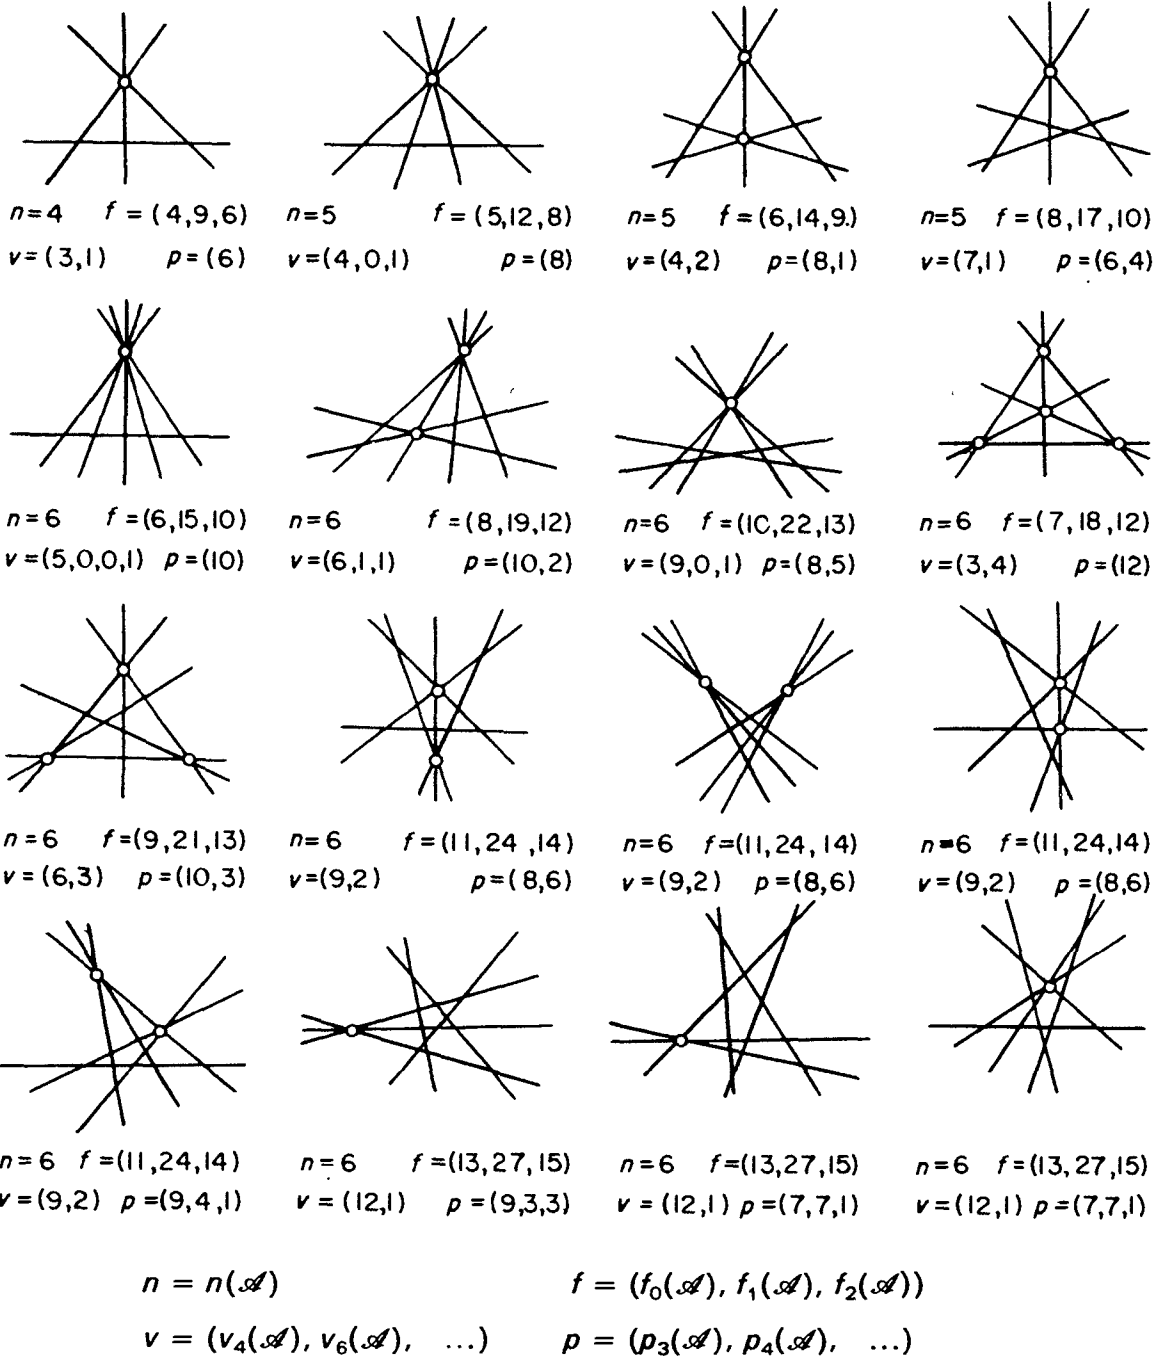 n=4 f=(4,9,6) n=5 f=(5,12,8) n=5 f=(6,14,9.) n=5 f=(8,17,10)
v=(3,1) p=(6) v=(4,0,1) p=(8) v=(4,2) p=(8,1) v=(7,1) p=(6,4)
n=6 f=(6,15,10) n=6 f=(8,19,12) n=6 f=(10,22,13) n=6 f=(7,18,12)
v=(5,0,0,1) p=(10) v=(6,1,1) p=(10,2) v=(9,0,1) p=(8,5) v=(3,4) p=(12)
n=6 f=(9,21,13) n=6 f=(11,24,14) n=6 f=(11,24,14) n=6 f=(11,24,14)
v=(6,3) p=(10,3) v=(9,2) p=(8,6) v=(9,2) p=(8,6) v=(9,2) p=(8,6)
n=6 f=(11,24,14) n=6 f=(13,27,15) n=6 f=(13,27,15) n=6 f=(13,27,15)
v=(9,2) p=(9,4,1) v=(12,1) p=(9,3,3) v=(12,1) p=(7,7,1) v=(12,1) p=(7,7,1)
n = n(𝒜) f = (f₀(𝒜), f₁(𝒜), f₂(𝒜))
v = (v₄(𝒜), v₆(𝒜), ...) p = (p₃(𝒜), p₄(𝒜), ...)